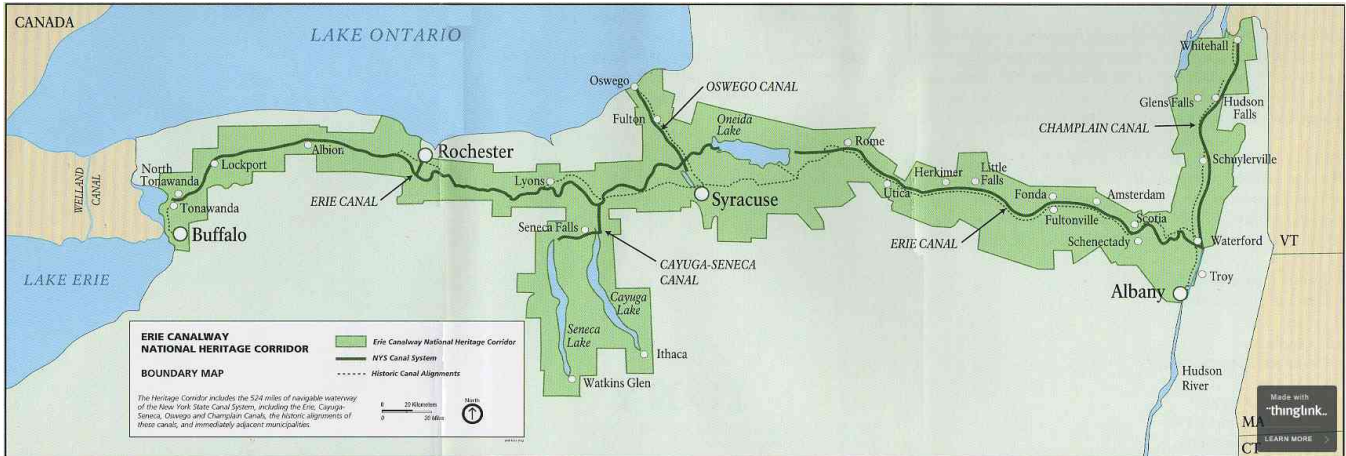 CANADA
LAKE ONTARIO
Whitehall
Oswego
OSWEGO CANAL
Glens Falls
Hudson
Falls
Fulton
Oneida
Lake
CHAMPLAIN CANAL
Rome
Albion
Rochester
Lockport
North
Tonawanda
WELLAND
CANAL
Schuylerville
Little
Falls
Herkimer
Lyons
Utica
Fonda
Amsterdam
ERIE CANAL
Syracuse
Tonawanda
Fultonville
Scotia
Buffalo
Seneca Falls
ERIE CANAL
Schenectady
Waterford
VT
CAYUGA-SENECA
CANAL
LAKE ERIE
Troy
Albany
Cayuga
Lake
Seneca
Lake
Ithaca
Watkins Glen
Hudson
River
MA
CT
ERIE CANALWAY
NATIONAL HERITAGE CORRIDOR
BOUNDARY MAP
Erie Canalway National Heritage Corridor
NYS Canal System
Historic Canal Alignments
The Heritage Corridor includes the 524 miles of navigable waterway
of the New York State Canal System, including the Erie, Cayuga-
Seneca, Oswego and Champlain Canals, the historic alignments of
these canals, and immediately adjacent municipalities.
0 20 Kilometers
0 20 Miles
North
Made with
thinglink..
LEARN MORE